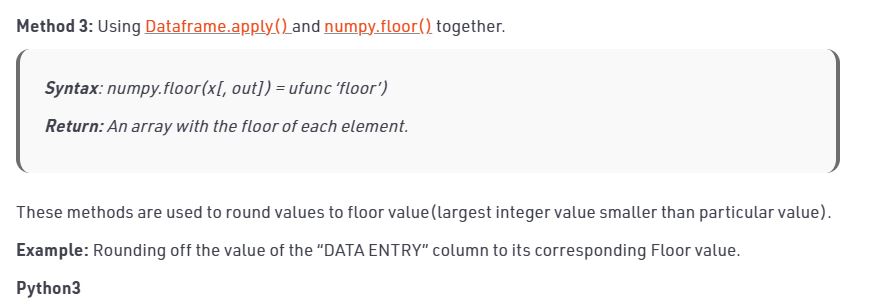 Method 3: Using Dataframe.apply() and numpy.floor() together.
Syntax: numpy.floor(x[, out]) = ufunc ‘floor’)
Return: An array with the floor of each element.
These methods are used to round values to floor value(largest integer value smaller than particular value).
Example: Rounding off the value of the “DATA ENTRY” column to its corresponding Floor value.
Python3